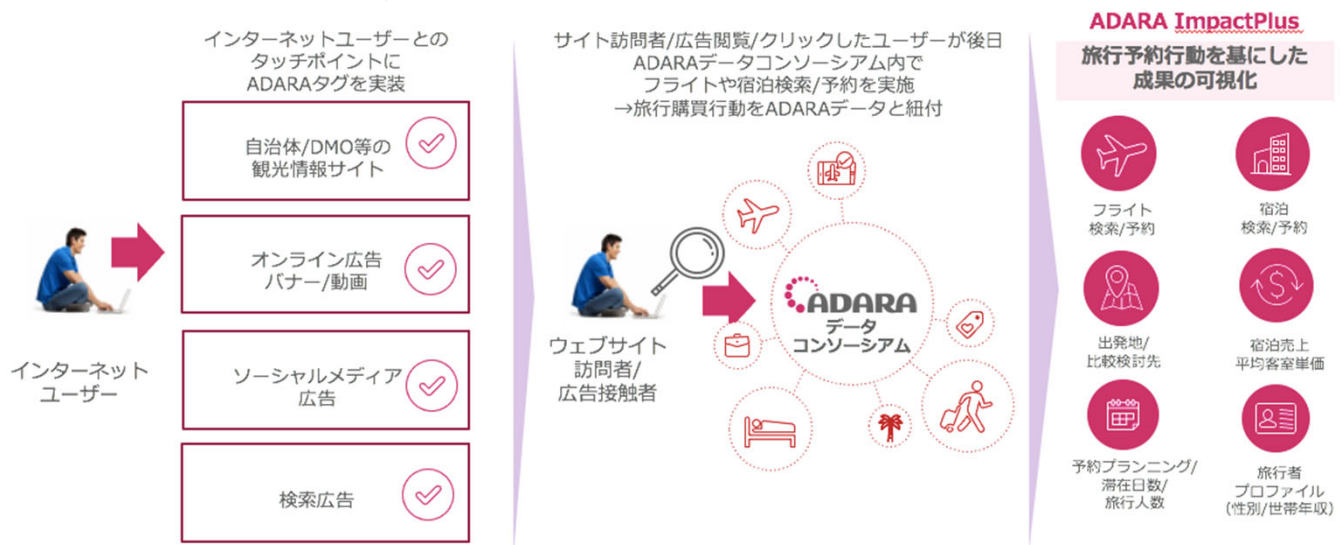 インターネットユーザーとの
タッチポイントに
ADARAタグを実装
自治体/DMO等の
観光情報サイト
オンライン広告
バナー/動画
ソーシャルメディア
広告
検索広告
インターネット
ユーザー
サイト訪問者/広告閲覧/クリックしたユーザーが後日
ADARAデータコンソーシアム内で
フライトや宿泊検索/予約を実施
→旅行購買行動をADARAデータと紐付
ウェブサイト
訪問者/
広告接触者
ADARA
データ
コンソーシアム
ADARA ImpactPlus
旅行予約行動を基にした
成果の可視化
フライト
検索/予約
宿泊
検索/予約
出発地/
比較検討先
宿泊売上
平均客室単価
予約プランニング/
滞在日数/
旅行人数
旅行者
プロファイル
(性別/世帯年収)